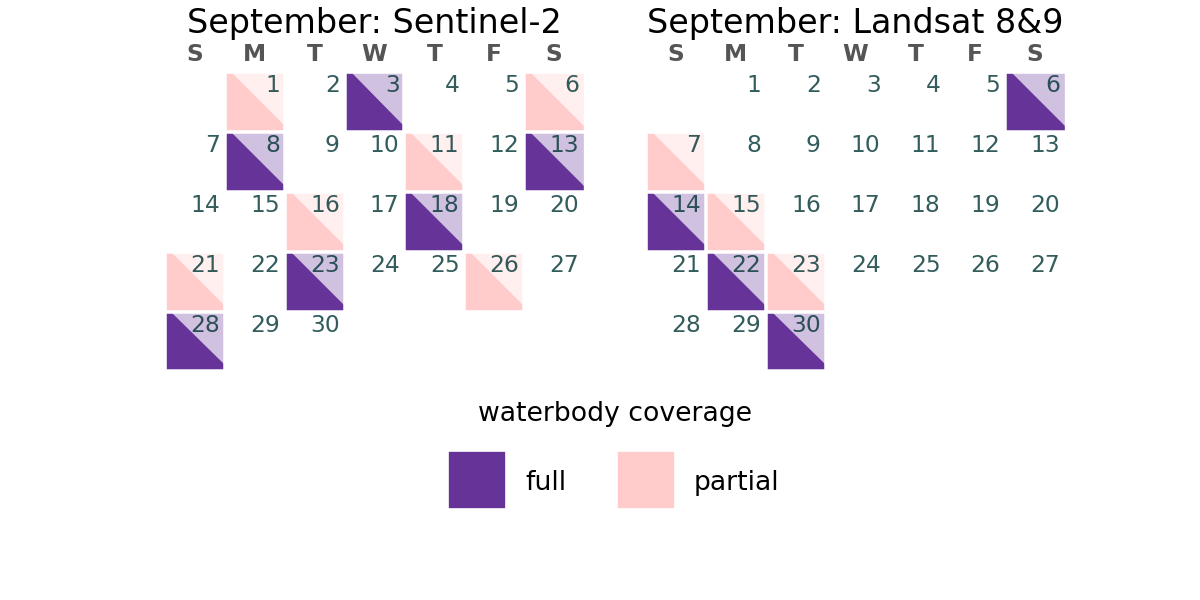 September: Sentinel-2
S M T W T F S
1 2 3 4 5 6
7 8 9 10 11 12 13
14 15 16 17 18 19 20
21 22 23 24 25 26 27
28 29 30
September: Landsat 8&9
S M T W T F S
1 2 3 4 5 6
7 8 9 10 11 12 13
14 15 16 17 18 19 20
21 22 23 24 25 26 27
28 29 30
waterbody coverage
full partial